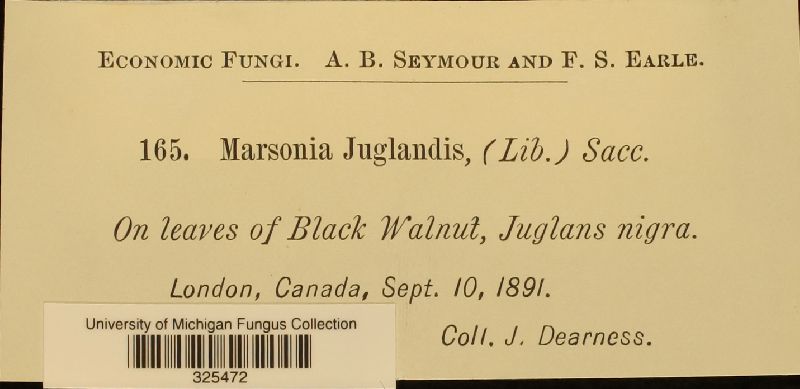 Economic Fungi. A. B. Seymour and F. S. Earle.
165. Marsonia Juglandis, (Lib.) Sacc.
On leaves of Black Walnut, Juglans nigra.
London, Canada, Sept. 10, 1891.
Coll. J. Dearness.
University of Michigan Fungus Collection
325472